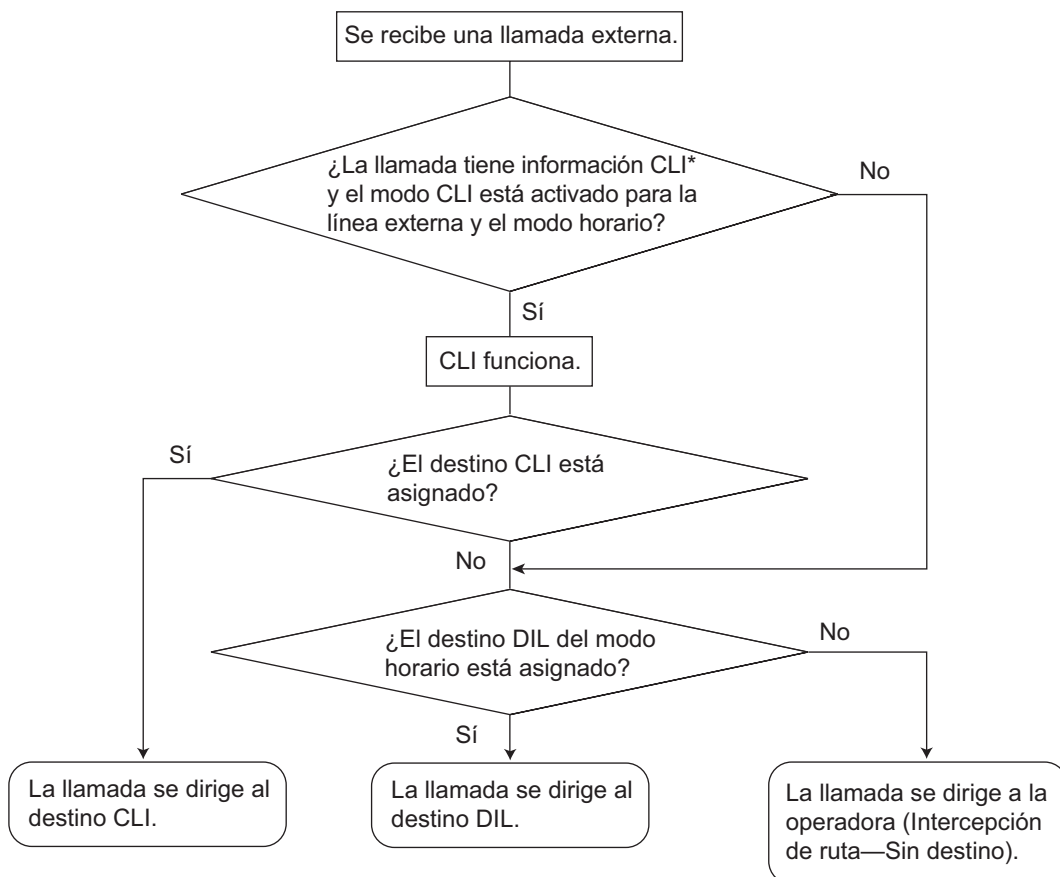 Se recibe una llamada externa.
¿La llamada tiene información CLI*
y el modo CLI está activado para la
línea externa y el modo horario?
No
Sí
CLI funciona.
Sí
¿El destino CLI está
asignado?
No
¿El destino DIL del modo
horario está asignado?
No
Sí
La llamada se dirige al
destino CLI.
La llamada se dirige al
destino DIL.
La llamada se dirige a la
operadora (Intercepción
de ruta—Sin destino).